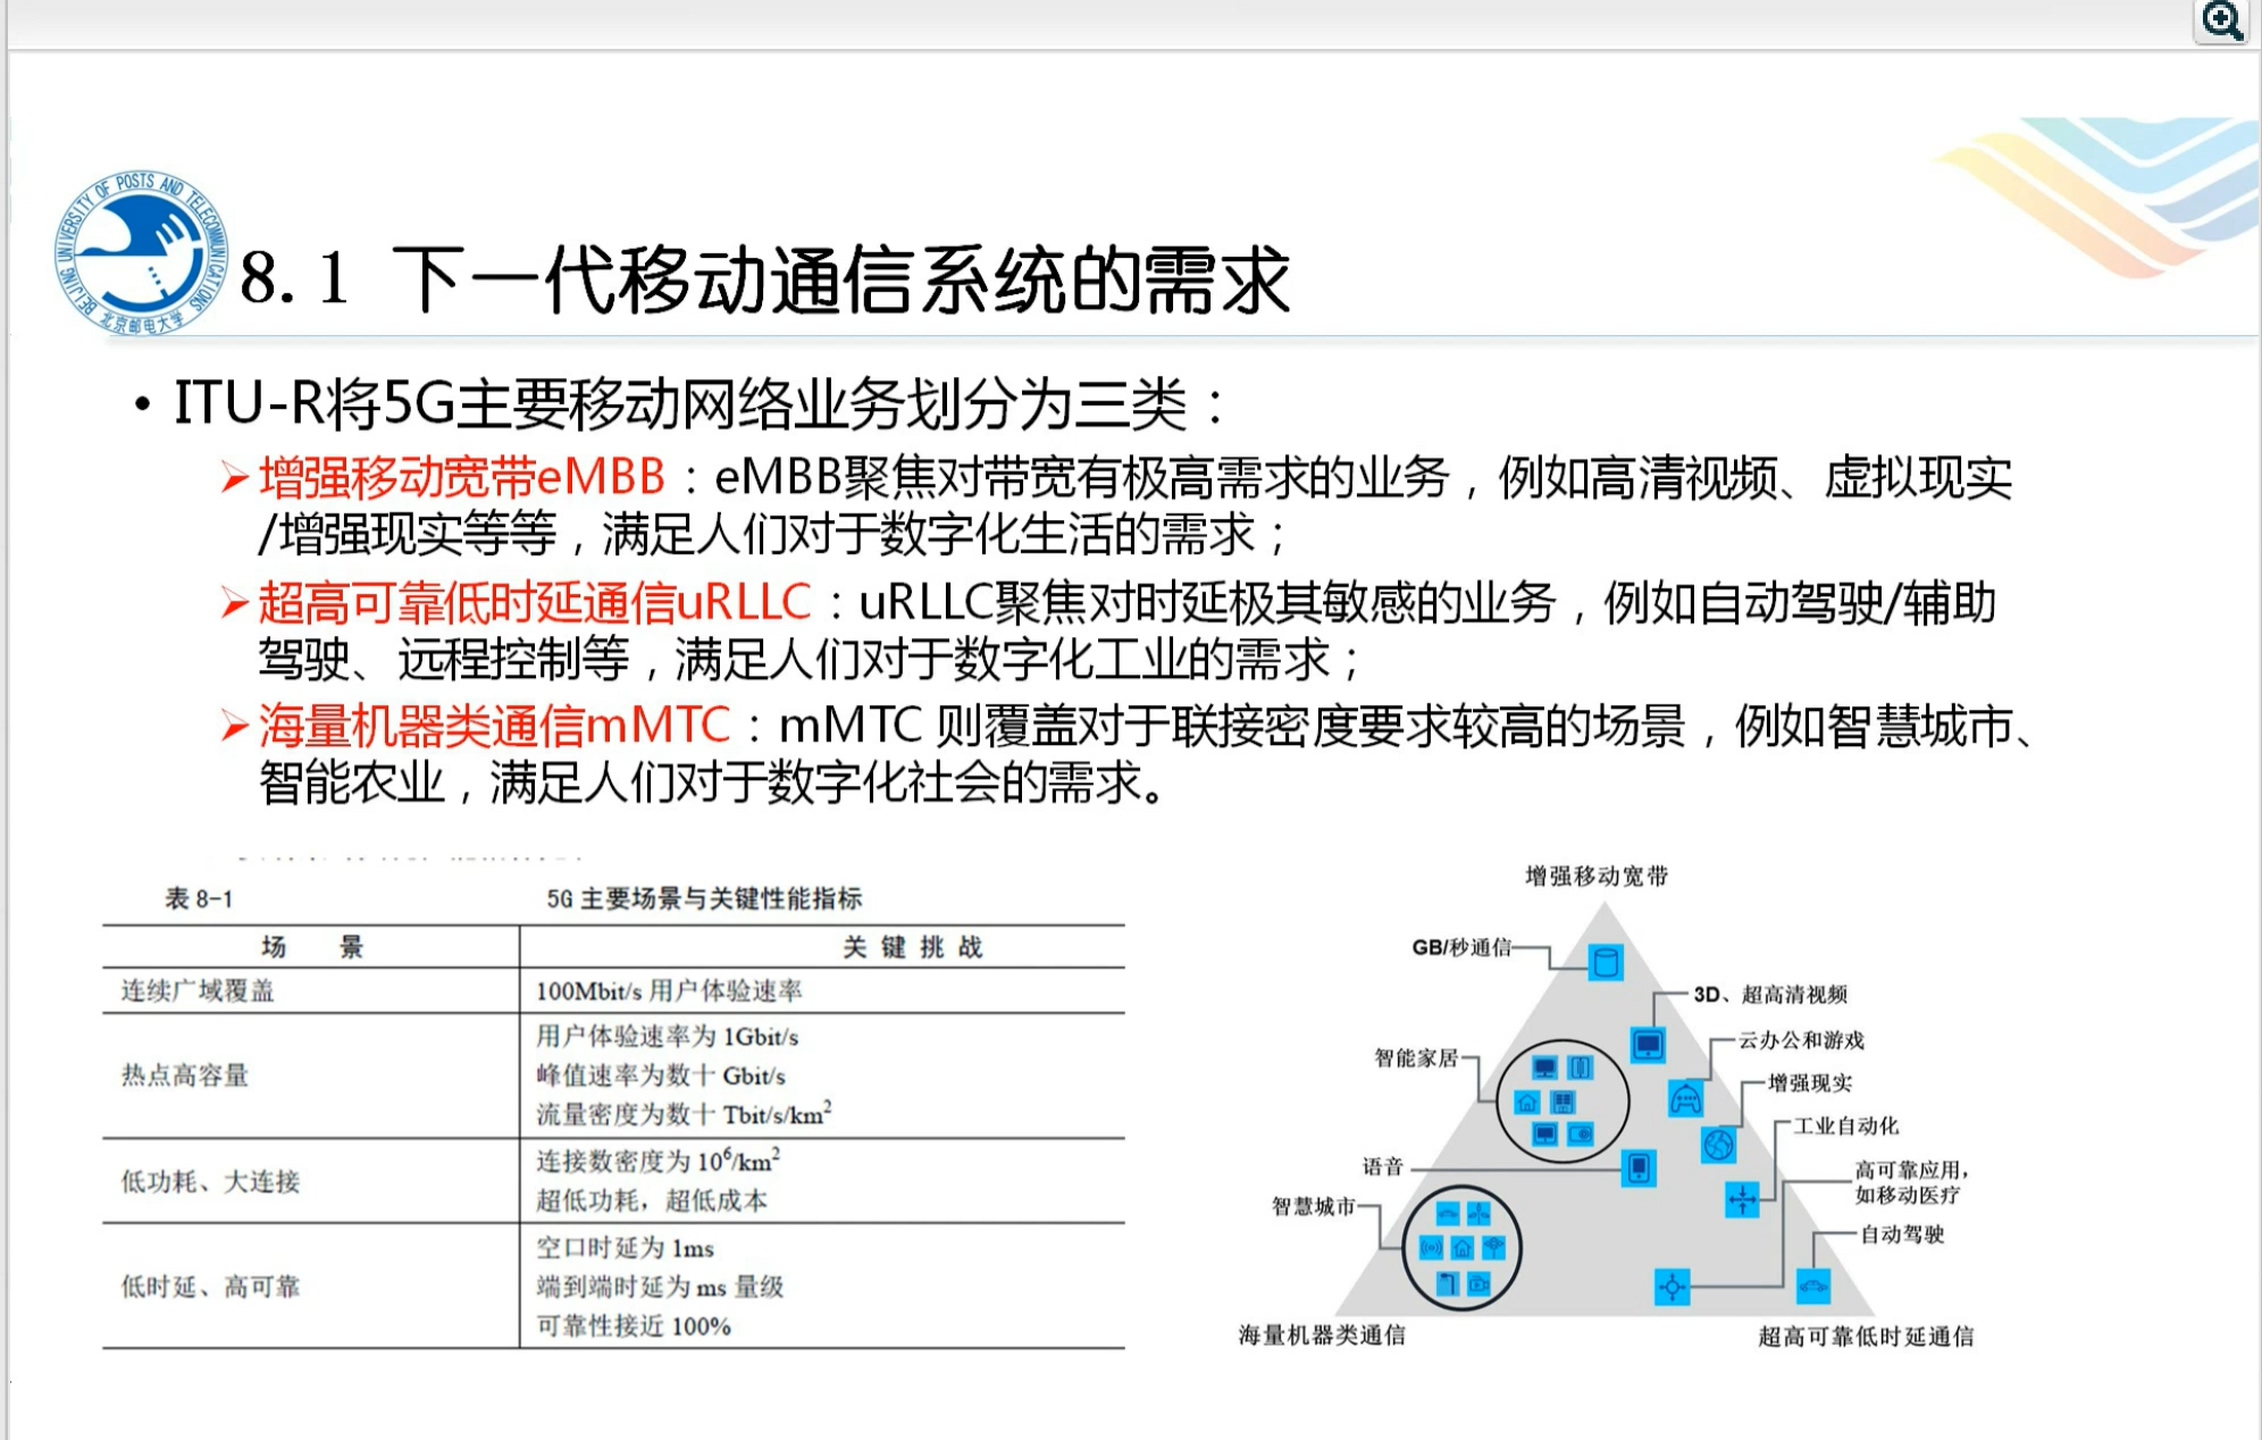 BEIJING UNIVERSITY OF POSTS AND TELECOMMUNICATIONS
北京邮电大学
8.1 下一代移动通信系统的需求
• ITU-R将5G主要移动网络业务划分为三类：
➢增强移动宽带eMBB：eMBB聚焦对带宽有极高需求的业务，例如高清视频、虚拟现实
/增强现实等等，满足人们对于数字化生活的需求；
➢超高可靠低时延通信uRLLC：uRLLC聚焦对时延极其敏感的业务，例如自动驾驶/辅助
驾驶、远程控制等，满足人们对于数字化工业的需求；
➢海量机器类通信mMTC：mMTC 则覆盖对于联接密度要求较高的场景，例如智慧城市、
智能农业，满足人们对于数字化社会的需求。
表 8-1 5G 主要场景与关键性能指标
场 景 关 键 挑 战
连续广域覆盖 100Mbit/s 用户体验速率
热点高容量
用户体验速率为 1Gbit/s
峰值速率为数十 Gbit/s
流量密度为数十 Tbit/s/km²
低功耗、大连接
连接数密度为 10⁶/km²
超低功耗，超低成本
低时延、高可靠
空口时延为 1ms
端到端时延为 ms 量级
可靠性接近 100%
增强移动宽带
GB/秒通信
3D、超高清视频
云办公和游戏
智能家居
增强现实
工业自动化
语音
高可靠应用，
如移动医疗
智慧城市
自动驾驶
海量机器类通信
超高可靠低时延通信